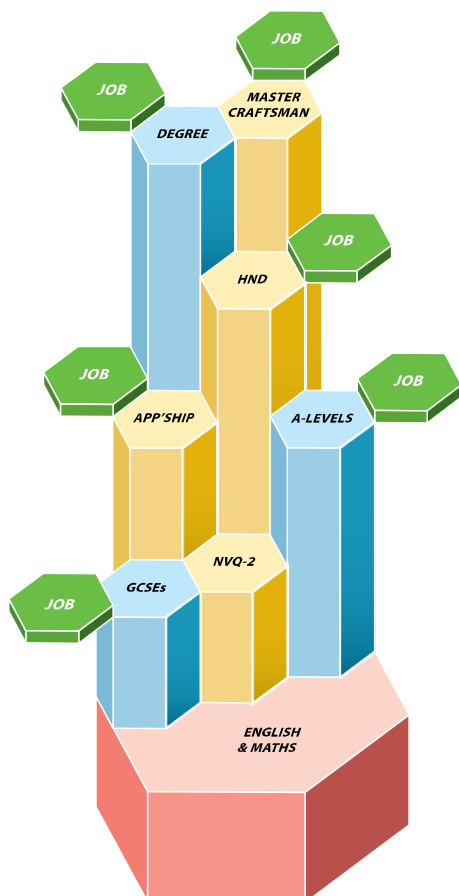 JOB
JOB
MASTER
CRAFTSMAN
DEGREE
JOB
HND
JOB
JOB
APP'SHIP
A-LEVELS
NVQ-2
GCSEs
JOB
ENGLISH
& MATHS